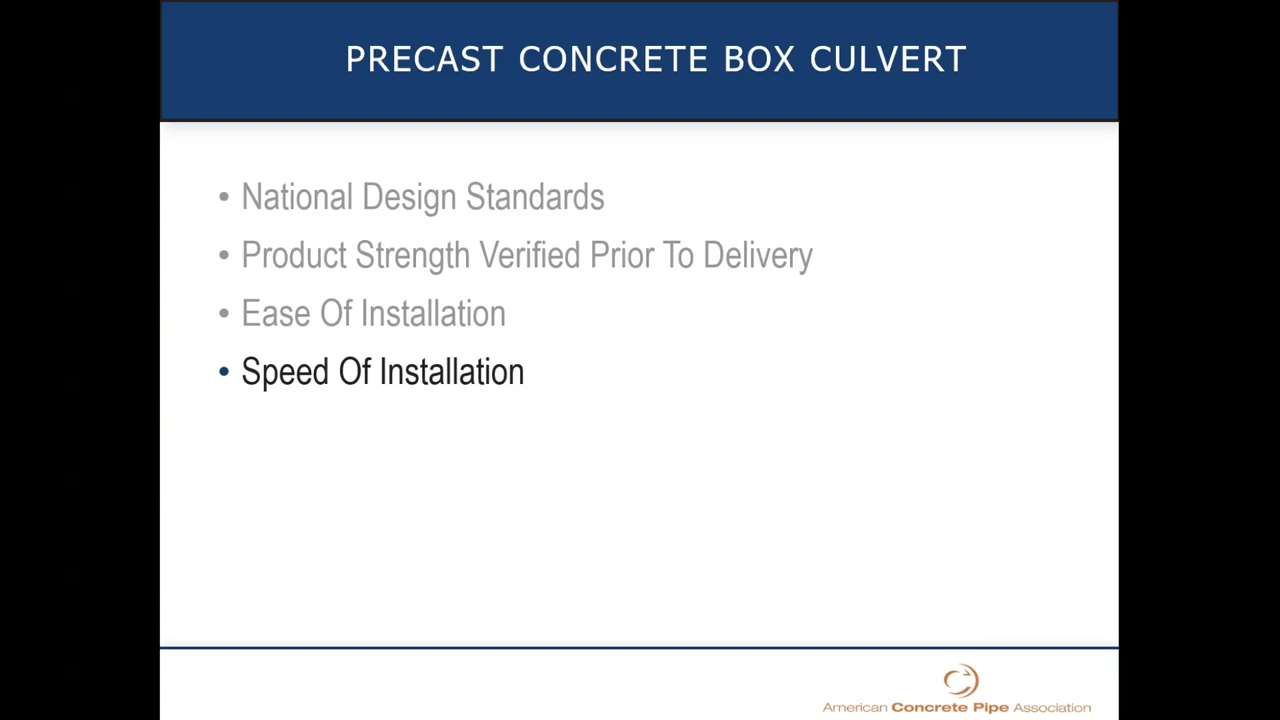 PRECAST CONCRETE BOX CULVERT
• National Design Standards
• Product Strength Verified Prior To Delivery
• Ease Of Installation
• Speed Of Installation
American Concrete Pipe Association